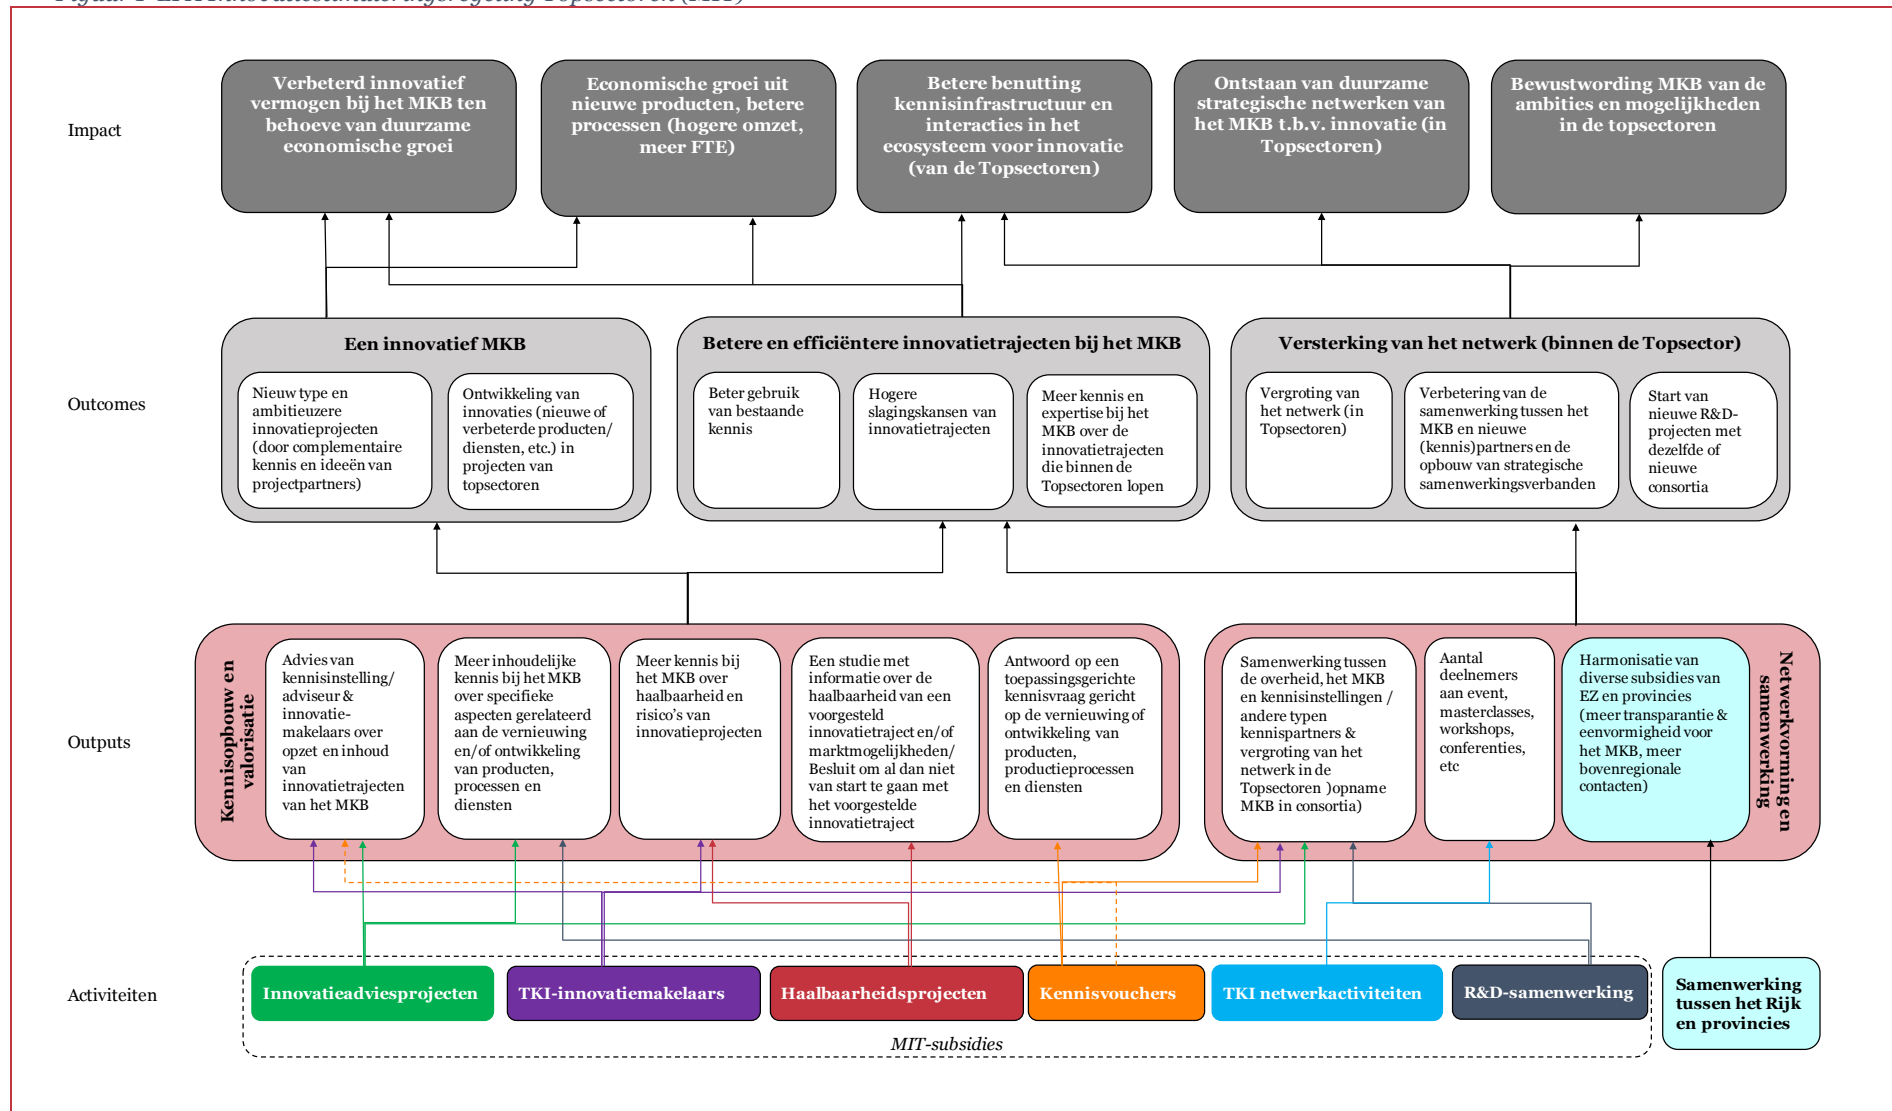 Impact
Verbeterd innovatief
vermogen bij het MKB ten
behoeve van duurzame
economische groei
Economische groei uit
nieuwe producten, betere
processen (hogere omzet,
meer FTE)
Betere benutting
kennisinfrastructuur en
interacties in het
ecosysteem voor innovatie
(van de Topsectoren)
Ontstaan van duurzame
strategische netwerken van
het MKB t.b.v. innovatie (in
Topsectoren)
Bewustwording MKB van de
ambities en mogelijkheden
in de topsectoren
Outcomes
Een innovatief MKB
Nieuw type en
ambitieuzere
innovatieprojecten
(door complementaire
kennis en ideeën van
projectpartners)
Ontwikkeling van
innovaties (nieuwe of
verbeterde producten/
diensten, etc.) in
projecten van
topsectoren
Betere en efficiëntere innovatietrajecten bij het MKB
Beter gebruik
van bestaande
kennis
Hogere
slagingskansen van
innovatietrajecten
Meer kennis en
expertise bij het
MKB over de
innovatietrajecten
die binnen de
Topsectoren lopen
Versterking van het netwerk (binnen de Topsector)
Vergroting van
het netwerk (in
Topsectoren)
Verbetering van de
samenwerking tussen het
MKB en nieuwe
(kennis)partners en de
opbouw van strategische
samenwerkingsverbanden
Start van
nieuwe R&D-
projecten met
dezelfde of
nieuwe
consortia
Outputs
Kennisopbouw en
valorisatie
Advies van
kennisinstelling/
adviseur &
innovatie-
makelaars over
opzet en inhoud
van
innovatietrajecten
van het MKB
Meer inhoudelijke
kennis bij het MKB
over specifieke
aspecten gerelateerd
aan de vernieuwing
en/of ontwikkeling
van producten,
processen en
diensten
Meer kennis bij
het MKB over
haalbaarheid en
risico's van
innovatieprojecten
Een studie met
informatie over de
haalbaarheid van een
voorgesteld
innovatietraject en/of
marktmogelijkheden/
Besluit om al dan niet
van start te gaan met
het voorgestelde
innovatietraject
Antwoord op een
toepassingsgerichte
kennisvraag gericht
op de vernieuwing of
ontwikkeling van
producten,
productieprocessen
en diensten
Samenwerking tussen
de overheid, het MKB
en kennisinstellingen /
andere typen
kennispartners &
vergroting van het
netwerk in de
Topsectoren )opname
MKB in consortia)
Aantal
deelnemers
aan event,
masterclasses,
workshops,
conferenties,
etc
Harmonisatie van
diverse subsidies van
EZ en provincies
(meer transparantie &
eenvormigheid voor
het MKB, meer
bovenregionale
contacten)
Netwerkvorming en
samenwerking
Activiteiten
Innovatieadviesprojecten
TKI-innovatiemakelaars
Haalbaarheidsprojecten
Kennisvouchers
TKI netwerkactiviteiten
R&D-samenwerking
Samenwerking
tussen het Rijk
en provincies
MIT-subsidies